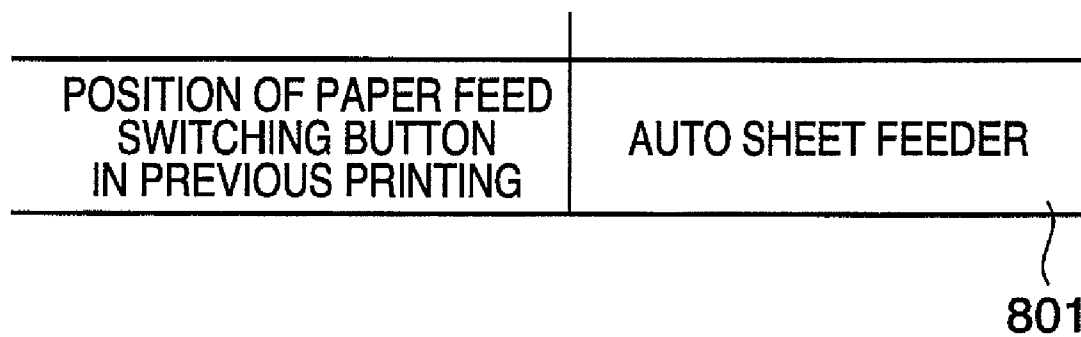 POSITION OF PAPER FEED
SWITCHING BUTTON
IN PREVIOUS PRINTING
AUTO SHEET FEEDER
801